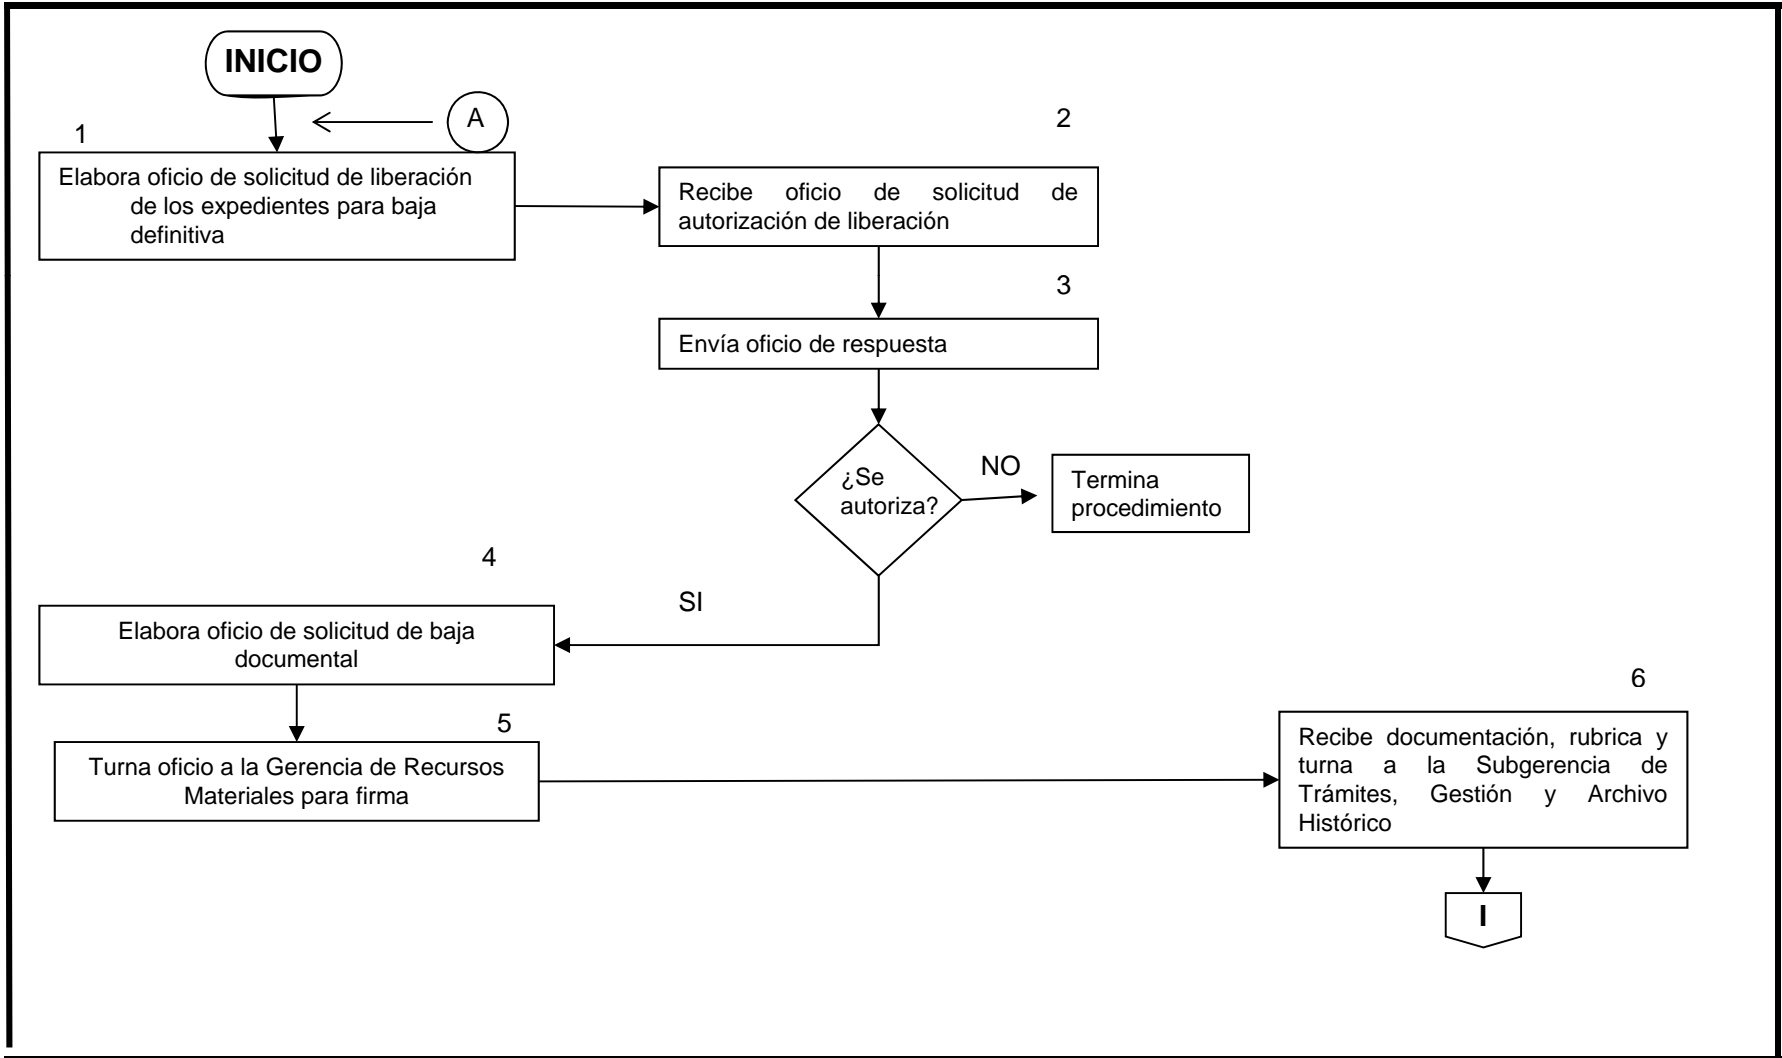 INICIO
A
1
Elabora oficio de solicitud de liberación
de los expedientes para baja
definitiva
2
Recibe oficio de solicitud de
autorización de liberación
3
Envía oficio de respuesta
¿Se
autoriza?
NO
Termina
procedimiento
SI
4
Elabora oficio de solicitud de baja
documental
5
Turna oficio a la Gerencia de Recursos
Materiales para firma
6
Recibe documentación, rubrica y
turna a la Subgerencia de
Trámites, Gestión y Archivo
Histórico
I